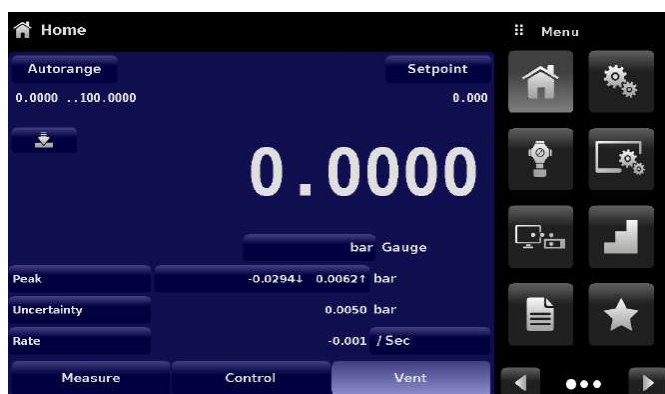 Home
Menu
Autorange
Setpoint
0.0000 ..100.0000
0.000
0.0000
bar Gauge
Peak
-0.0294↓ 0.0062↑ bar
Uncertainty
0.0050 bar
Rate
-0.001 / Sec
Measure
Control
Vent